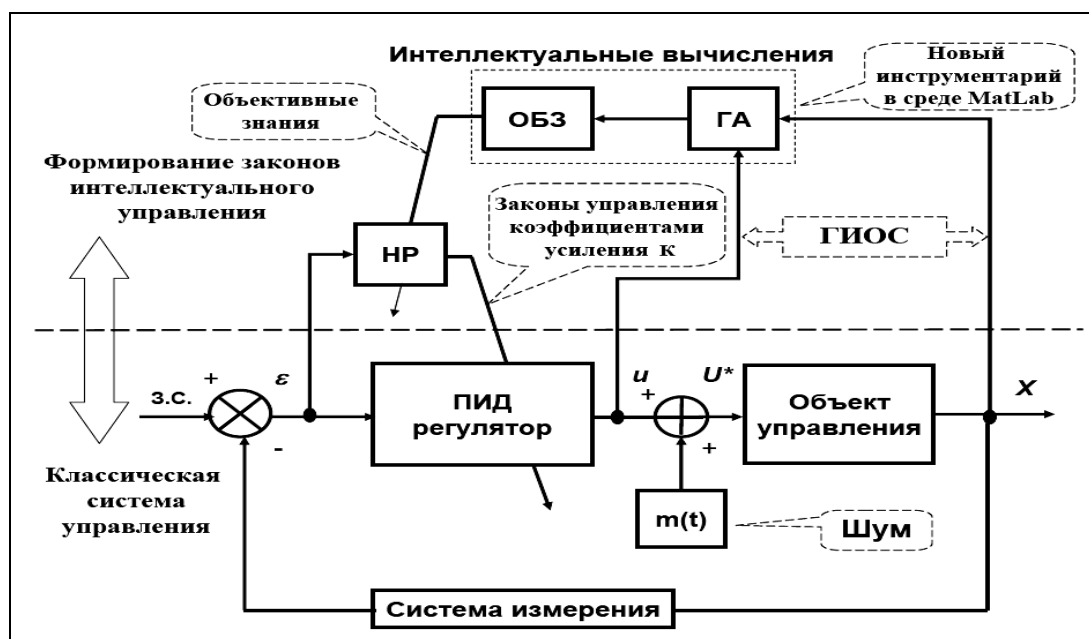 Интеллектуальные вычисления
Новый
инструментарий
в среде MatLab
Объективные
знания
ОБЗ
ГА
Формирование законов
интеллектуального
управления
Законы управления
коэффициентами
усиления К
ГИОС
НР
З.С.
+
-
ε
ПИД
регулятор
u
+
+
U*
Объект
управления
X
Классическая
система
управления
m(t)
Шум
Система измерения